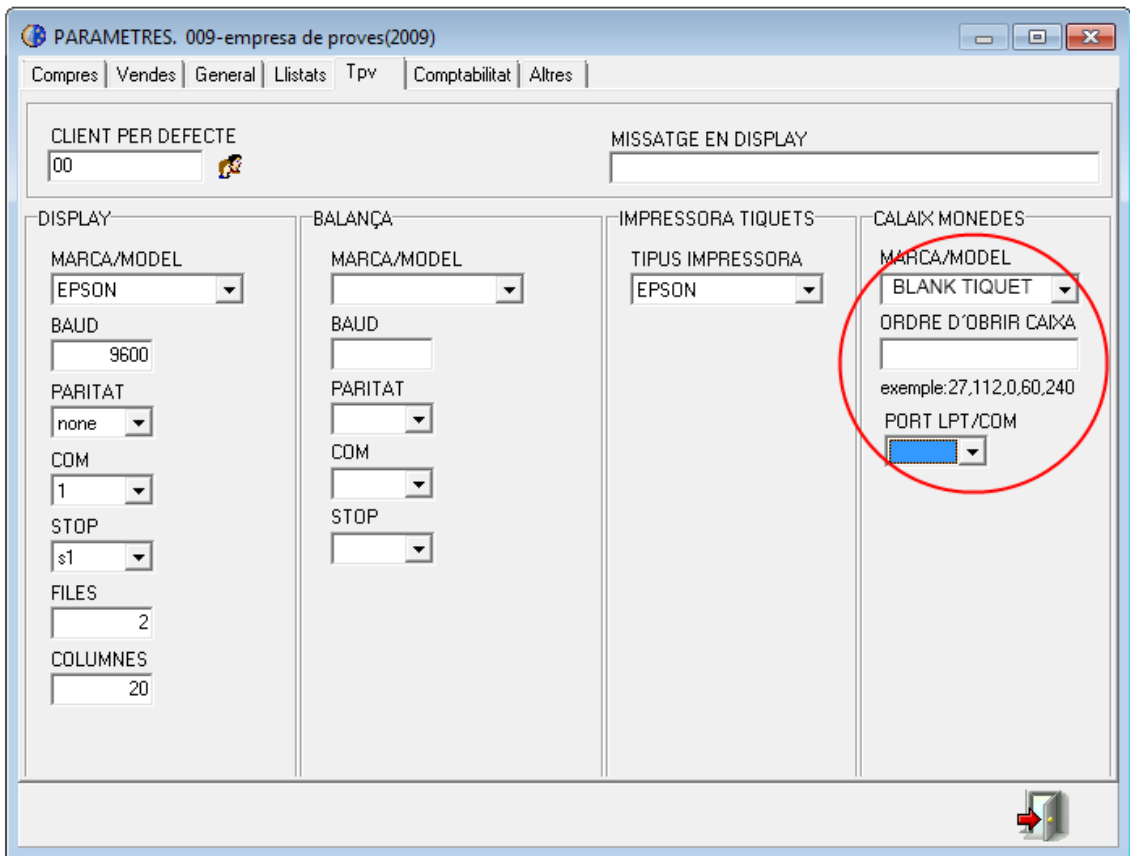 PARAMETRES. 009-empresa de proves(2009)
Compres Vendes General Llistats Tpv Comptabilitat Altres
CLIENT PER DEFECTE
00
MISSATGE EN DISPLAY
DISPLAY
MARCA/MODEL
EPSON
BAUD
9600
PARITAT
none
COM
1
STOP
s1
FILES
2
COLUMNES
20
BALANÇA
MARCA/MODEL
BAUD
PARITAT
COM
STOP
IMPRESSORA TIQUETS
TIPUS IMPRESSORA
EPSON
CALAIX MONEDES
MARCA/MODEL
BLANK TIQUET
ORDRE D´OBRIR CAIXA
exemple:27,112,0,60,240
PORT LPT/COM